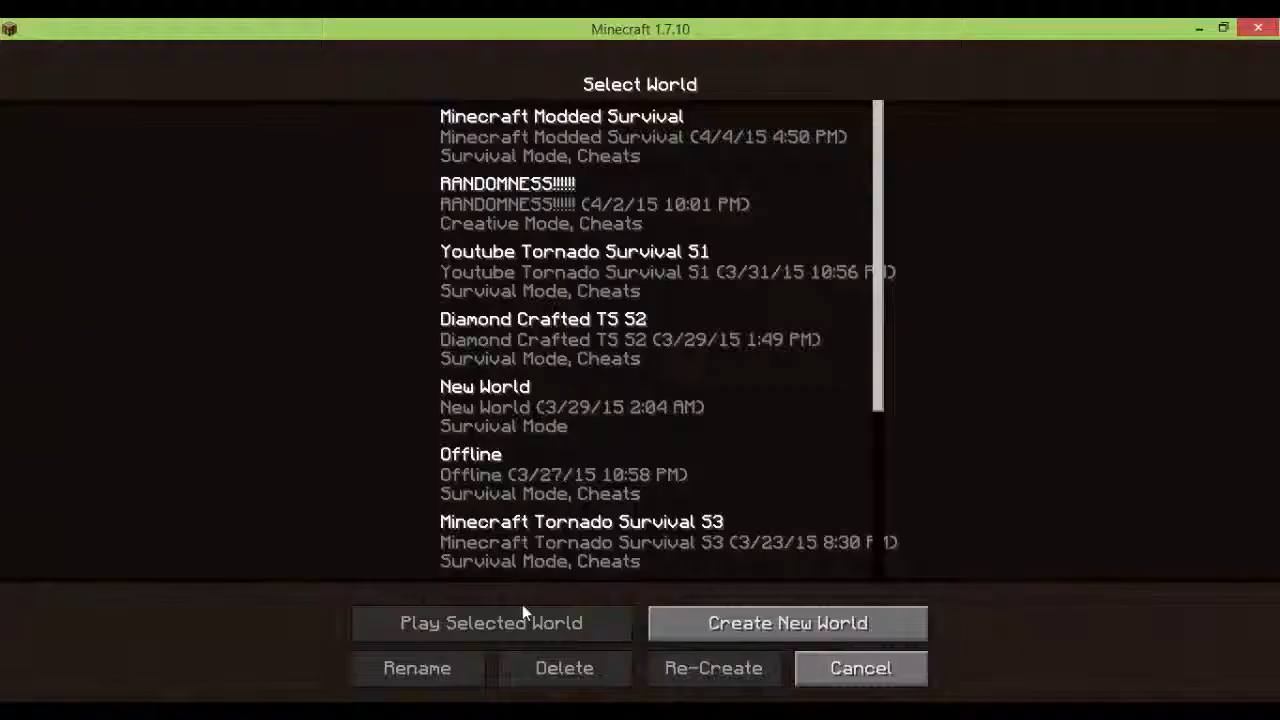 Minecraft 1.7.10
Select World
Minecraft Modded Survival
Minecraft Modded Survival (4/4/15 4:50 PM)
Survival Mode, Cheats
RANDOMNESS!!!!!!
RANDOMNESS!!!!!! (4/2/15 10:01 PM)
Creative Mode, Cheats
Youtube Tornado Survival S1
Youtube Tornado Survival S1 (3/31/15 10:56 PM)
Survival Mode, Cheats
Diamond Crafted TS S2
Diamond Crafted TS S2 (3/29/15 1:49 PM)
Survival Mode, Cheats
New World
New World (3/29/15 2:04 AM)
Survival Mode
Offline
Offline (3/27/15 10:58 PM)
Survival Mode, Cheats
Minecraft Tornado Survival S3
Minecraft Tornado Survival S3 (3/23/15 8:30 PM)
Survival Mode, Cheats
Play Selected World
Create New World
Rename
Delete
Re-Create
Cancel